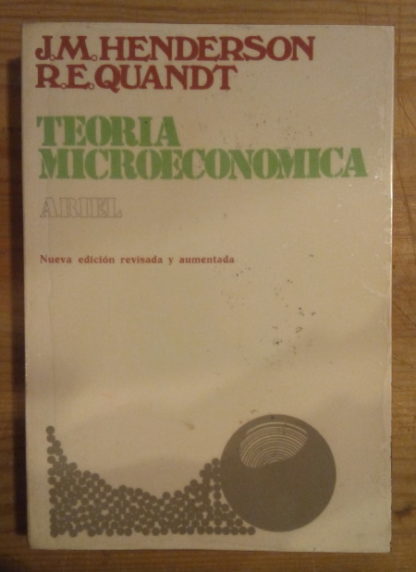 J.M.HENDERSON
R.E.QUANDT
TEORIA
MICROECONOMICA
ARIEL
Nueva edición revisada y aumentada